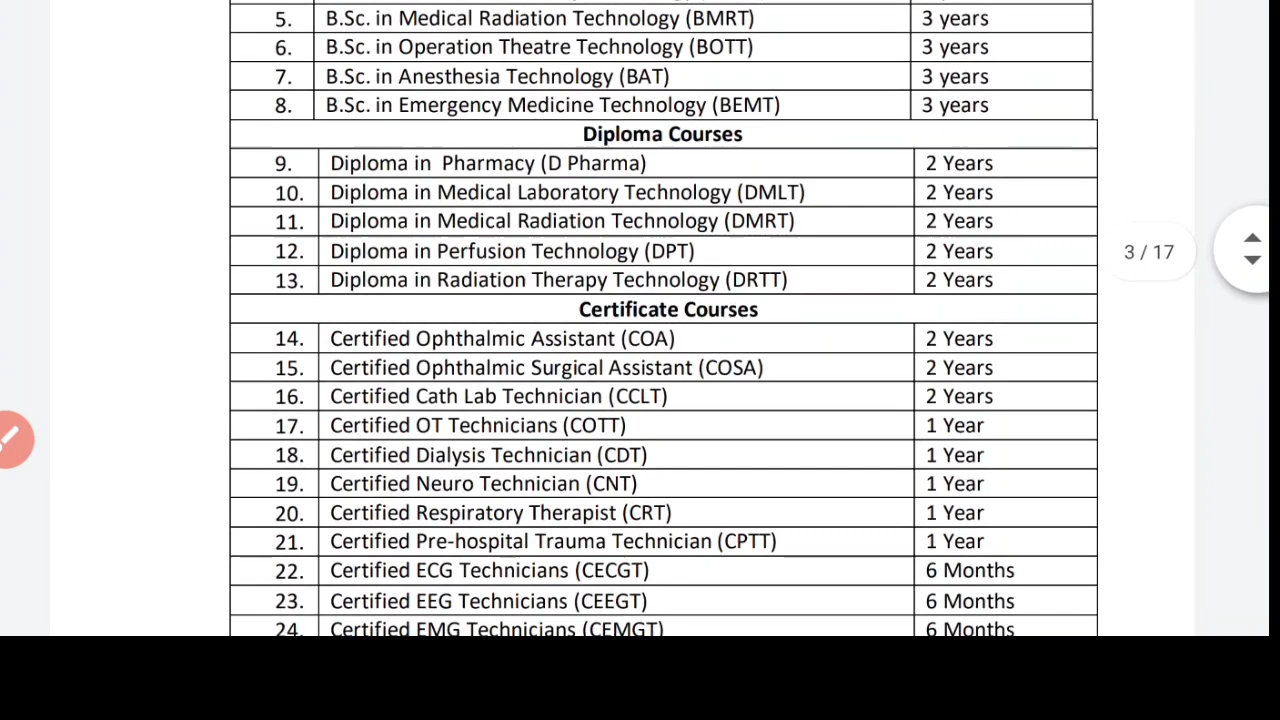 5. B.Sc. in Medical Radiation Technology (BMRT) 3 years
6. B.Sc. in Operation Theatre Technology (BOTT) 3 years
7. B.Sc. in Anesthesia Technology (BAT) 3 years
8. B.Sc. in Emergency Medicine Technology (BEMT) 3 years
Diploma Courses
9. Diploma in Pharmacy (D Pharma) 2 Years
10. Diploma in Medical Laboratory Technology (DMLT) 2 Years
11. Diploma in Medical Radiation Technology (DMRT) 2 Years
12. Diploma in Perfusion Technology (DPT) 2 Years
3 / 17
13. Diploma in Radiation Therapy Technology (DRTT) 2 Years
Certificate Courses
14. Certified Ophthalmic Assistant (COA) 2 Years
15. Certified Ophthalmic Surgical Assistant (COSA) 2 Years
16. Certified Cath Lab Technician (CCLT) 2 Years
17. Certified OT Technicians (COTT) 1 Year
18. Certified Dialysis Technician (CDT) 1 Year
19. Certified Neuro Technician (CNT) 1 Year
20. Certified Respiratory Therapist (CRT) 1 Year
21. Certified Pre-hospital Trauma Technician (CPTT) 1 Year
22. Certified ECG Technicians (CECGT) 6 Months
23. Certified EEG Technicians (CEEGT) 6 Months
24. Certified EMG Technicians (CEMGT) 6 Months